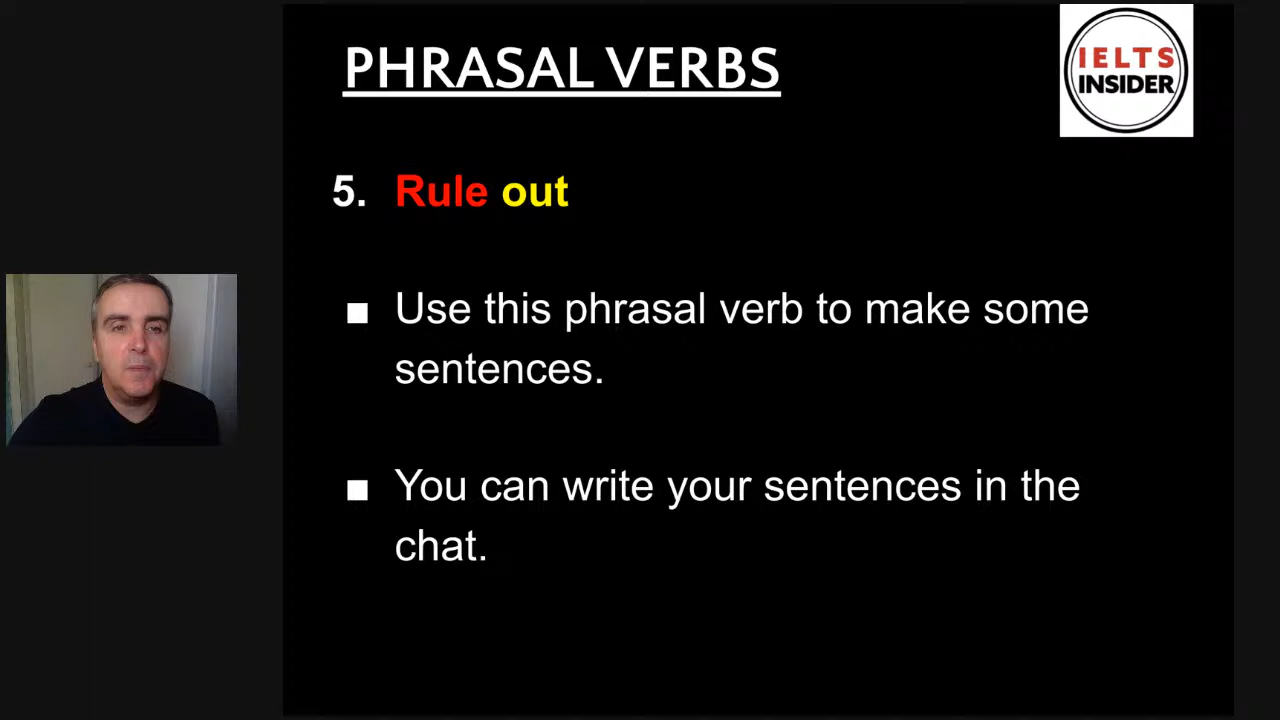 PHRASAL VERBS
IELTS
INSIDER
5. Rule out
■ Use this phrasal verb to make some
sentences.
■ You can write your sentences in the
chat.